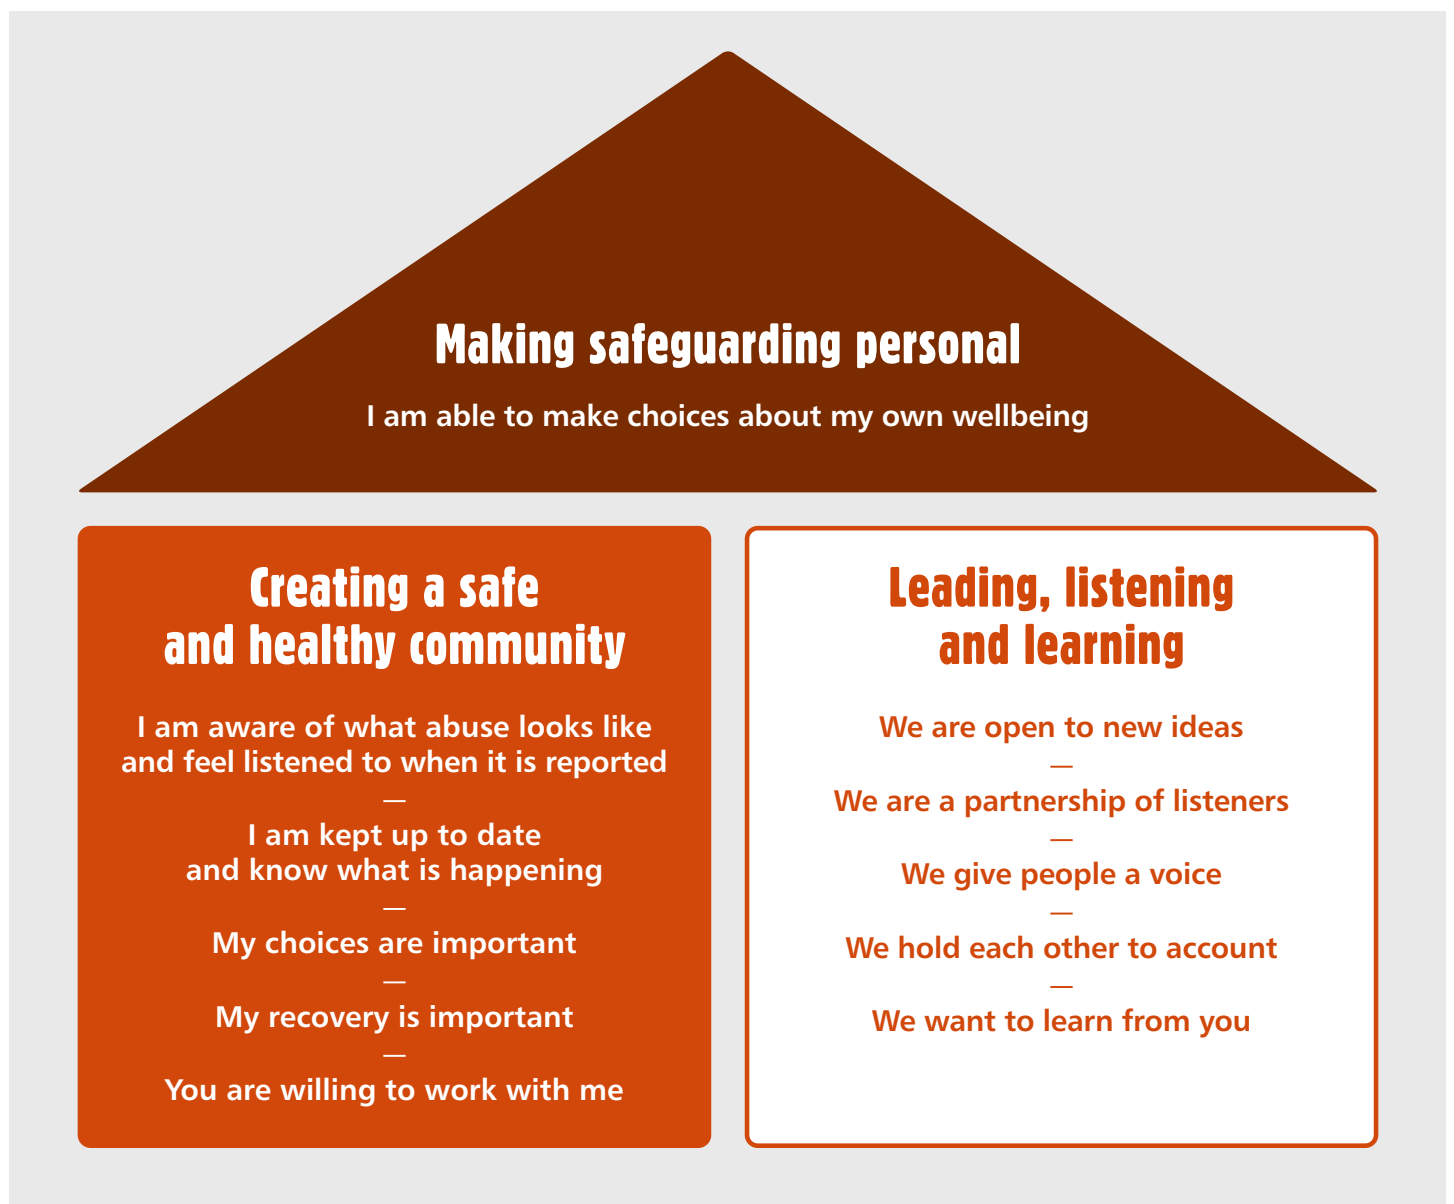 Making safeguarding personal
I am able to make choices about my own wellbeing
Creating a safe
and healthy community
I am aware of what abuse looks like
and feel listened to when it is reported
—
I am kept up to date
and know what is happening
—
My choices are important
—
My recovery is important
—
You are willing to work with me
Leading, listening
and learning
We are open to new ideas
—
We are a partnership of listeners
—
We give people a voice
—
We hold each other to account
—
We want to learn from you